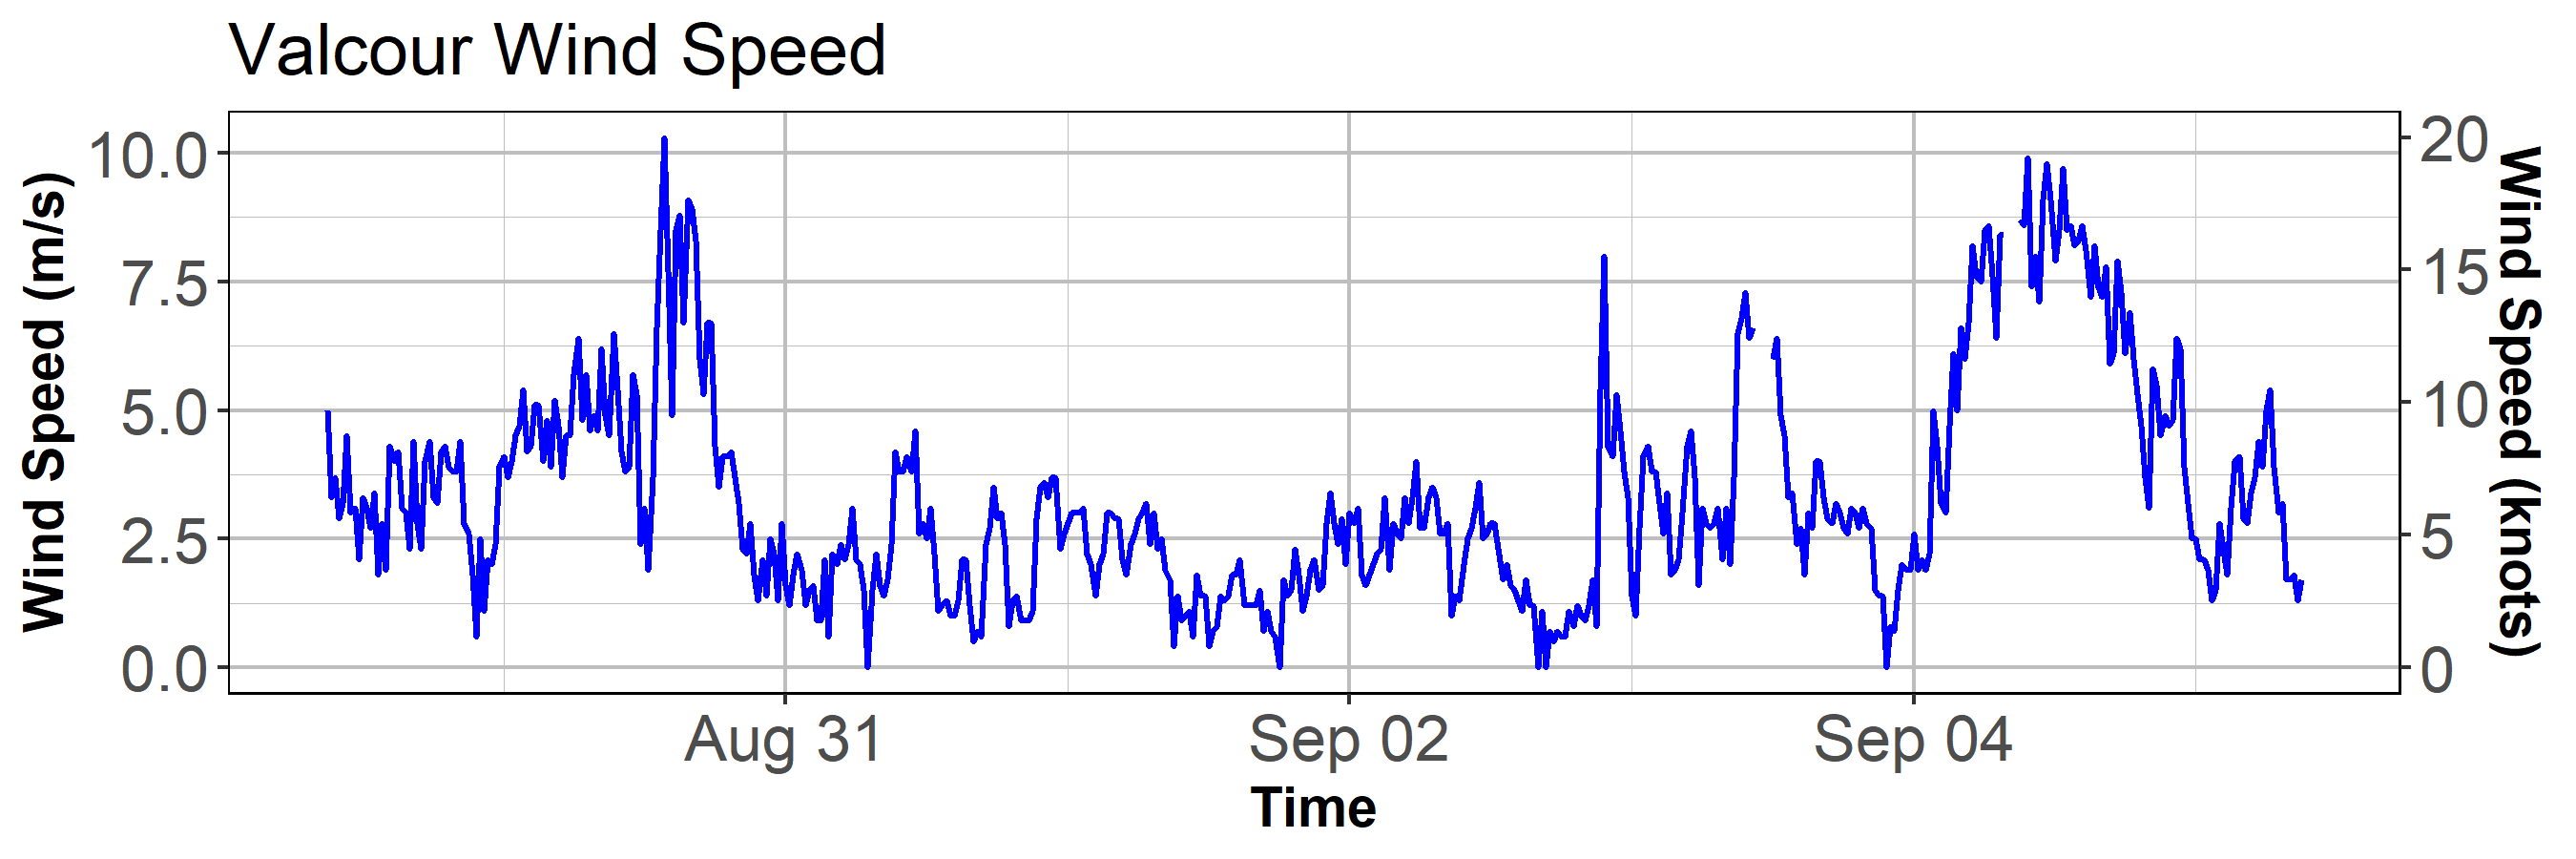 Valcour Wind Speed
Wind Speed (m/s)
10.0
7.5
5.0
2.5
0.0
20
15
10
5
0
Wind Speed (knots)
Aug 31
Sep 02
Sep 04
Time